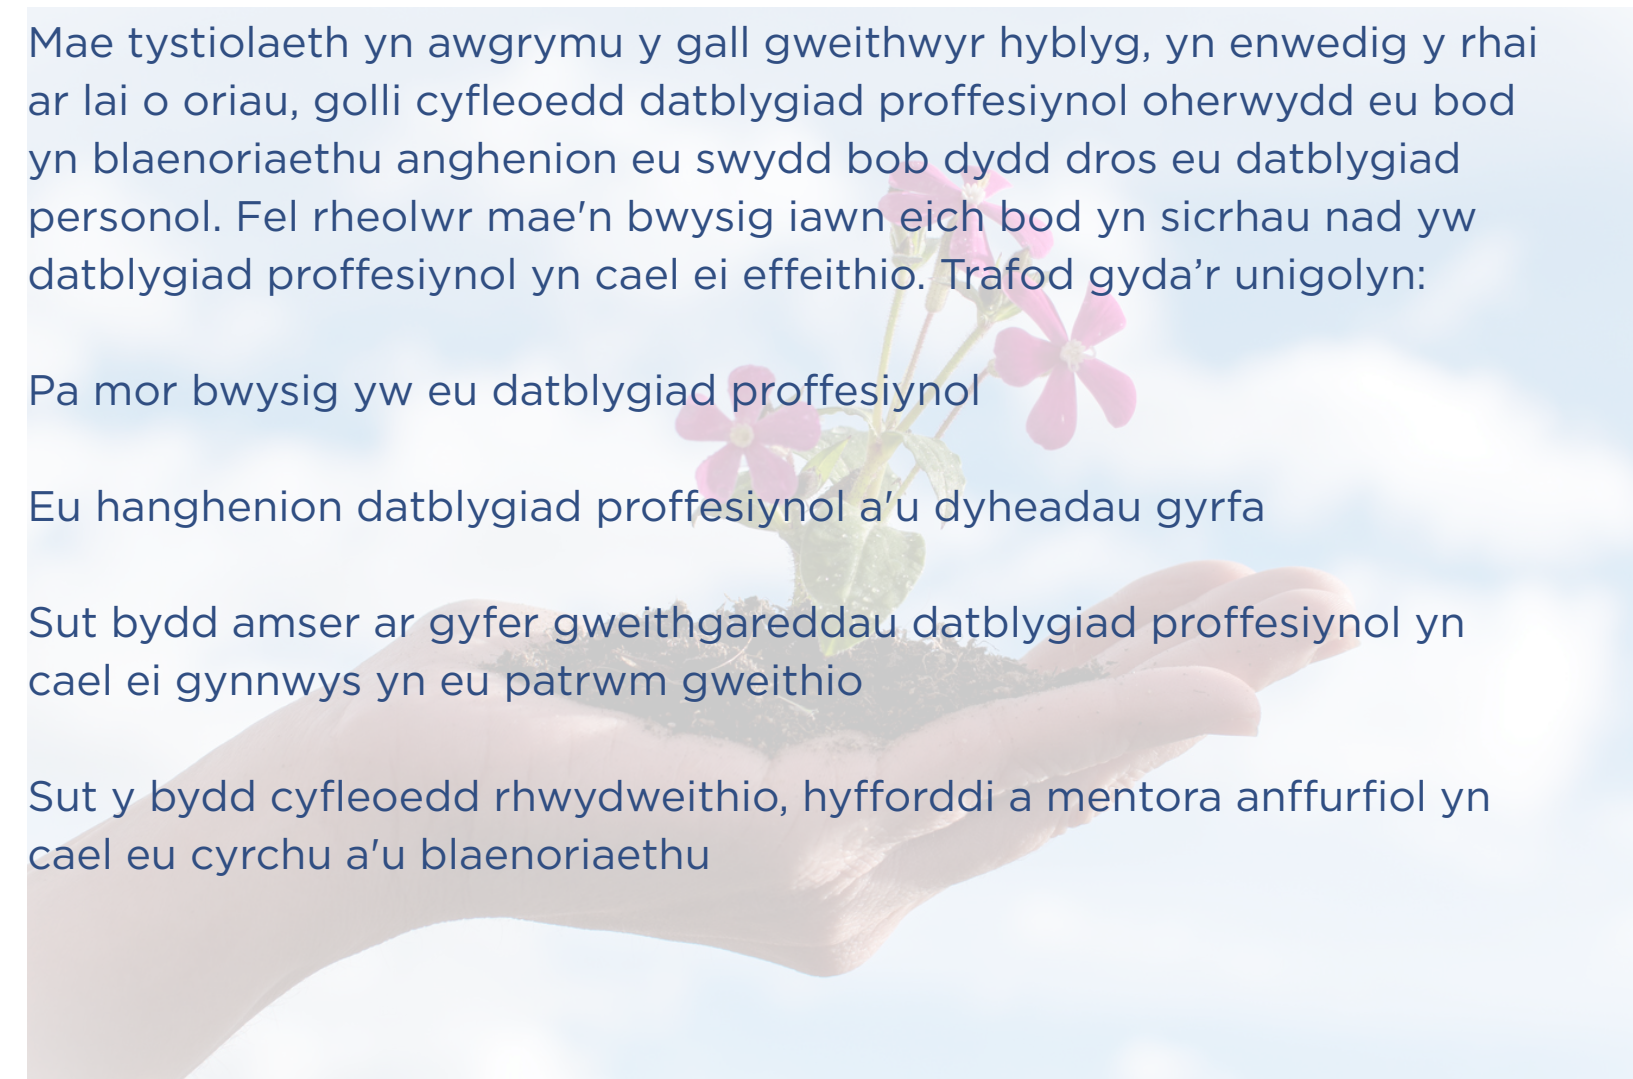 Mae tystiolaeth yn awgrymu y gall gweithwyr hyblyg, yn enwedig y rhai
ar lai o oriau, golli cyfleoedd datblygiad proffesiynol oherwydd eu bod
yn blaenoriaethu anghenion eu swydd bob dydd dros eu datblygiad
personol. Fel rheolwr mae'n bwysig iawn eich bod yn sicrhau nad yw
datblygiad proffesiynol yn cael ei effeithio. Trafod gyda’r unigolyn:
Pa mor bwysig yw eu datblygiad proffesiynol
Eu hanghenion datblygiad proffesiynol a'u dyheadau gyrfa
Sut bydd amser ar gyfer gweithgareddau datblygiad proffesiynol yn
cael ei gynnwys yn eu patrwm gweithio
Sut y bydd cyfleoedd rhwydweithio, hyfforddi a mentora anffurfiol yn
cael eu cyrchu a'u blaenoriaethu